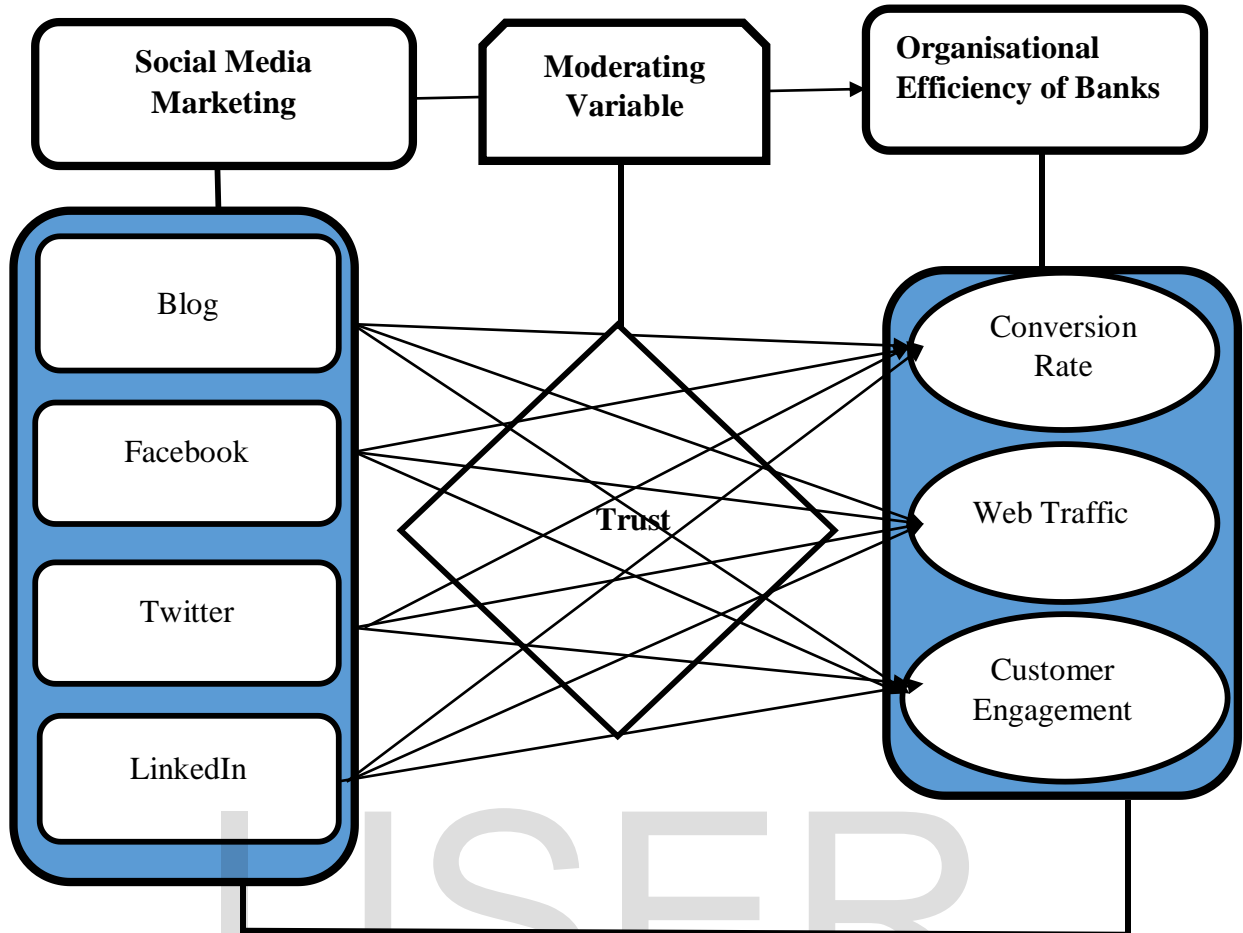 Social Media
Marketing
Moderating
Variable
Organisational
Efficiency of Banks
Blog
Facebook
Twitter
LinkedIn
Trust
Conversion
Rate
Web Traffic
Customer
Engagement
IJSER